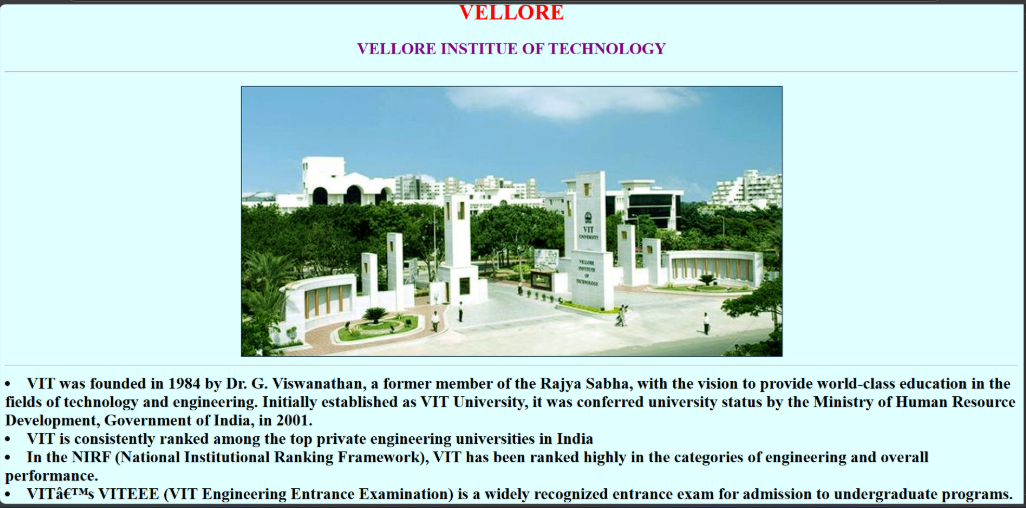 VELLORE
VELLORE INSTITUE OF TECHNOLOGY
VIT
UNIVERSITY
VELLORE
INSTITUTE
OF
TECHNOLOGY
• VIT was founded in 1984 by Dr. G. Viswanathan, a former member of the Rajya Sabha, with the vision to provide world-class education in the
fields of technology and engineering. Initially established as VIT University, it was conferred university status by the Ministry of Human Resource
Development, Government of India, in 2001.
• VIT is consistently ranked among the top private engineering universities in India
• In the NIRF (National Institutional Ranking Framework), VIT has been ranked highly in the categories of engineering and overall
performance.
• VITâ€™s VITEEE (VIT Engineering Entrance Examination) is a widely recognized entrance exam for admission to undergraduate programs.